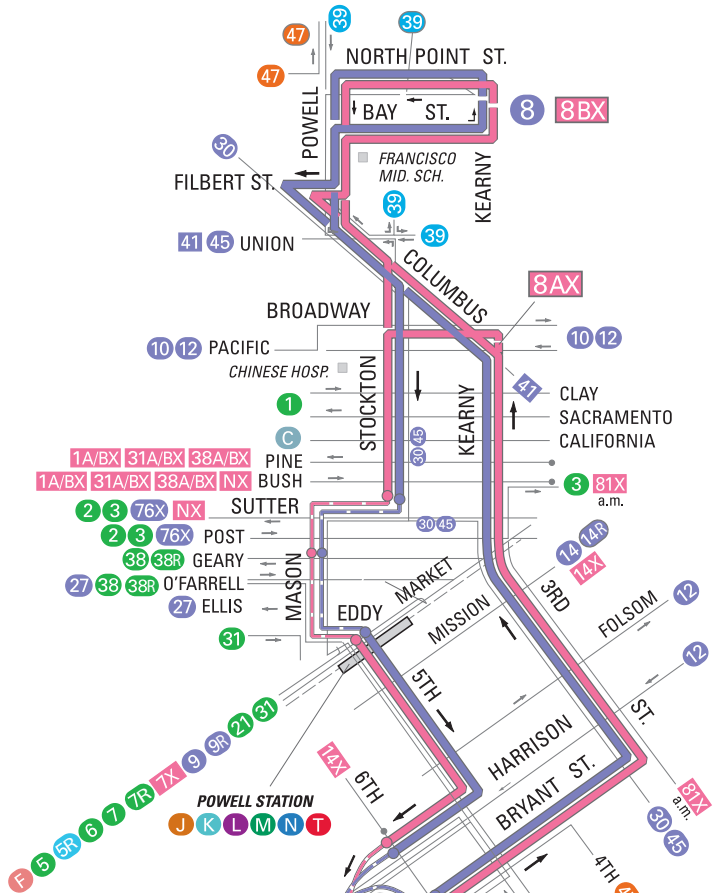 39
47
39
NORTH POINT ST.
47
POWELL
BAY ST.
8
8BX
30
FRANCISCO
MID. SCH.
KEARNY
FILBERT ST.
39
41 45 UNION
39
COLUMBUS
8AX
BROADWAY
10 12 PACIFIC
10 12
CHINESE HOSP.
41
STOCKTON
KEARNY
CLAY
1
SACRAMENTO
C
30 45
CALIFORNIA
1A/BX 31A/BX 38A/BX
PINE
30
1A/BX 31A/BX 38A/BX NX BUSH
3 81X
a.m.
2 3 76X NX
SUTTER
30 45
2 3 76X POST
14 14R
14X
38 38R GEARY
27 38 38R O'FARRELL
27 ELLIS
MASON
MARKET
3RD ST.
12
EDDY
MISSION
FOLSOM
31
12
5TH
HARRISON
BRYANT ST.
14X
6TH
81X
a.m.
30 45
F 5 5R 6 7 7R 7X 9 9R 21 31
POWELL STATION
J K L M N T
4TH